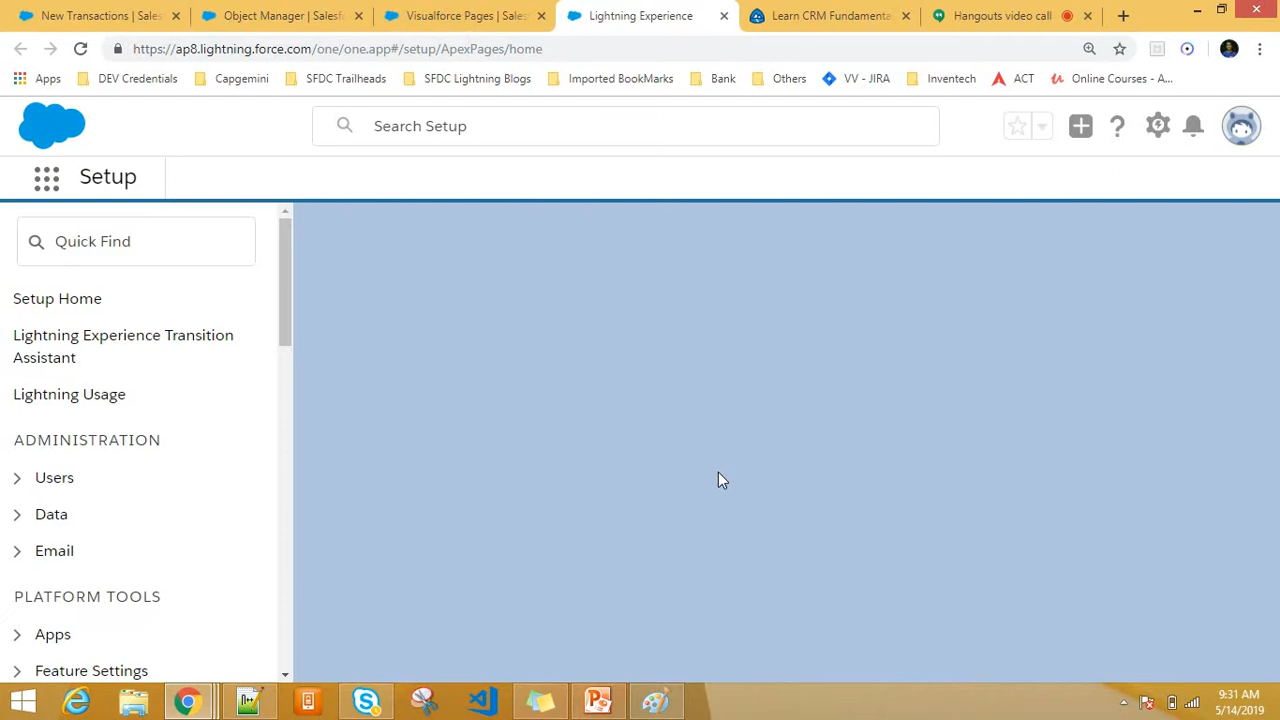 New Transactions | Sales
Object Manager | Salesf
Visualforce Pages | Sales
Lightning Experience
Learn CRM Fundamenta
Hangouts video call
https://ap8.lightning.force.com/one/one.app#/setup/ApexPages/home
Apps
DEV Credentials
Capgemini
SFDC Trailheads
SFDC Lightning Blogs
Imported BookMarks
Bank
Others
VV - JIRA
Inventech
ACT
Online Courses - A...
Search Setup
Setup
Quick Find
Setup Home
Lightning Experience Transition
Assistant
Lightning Usage
ADMINISTRATION
Users
Data
Email
PLATFORM TOOLS
Apps
Feature Settings
9:31 AM
5/14/2019